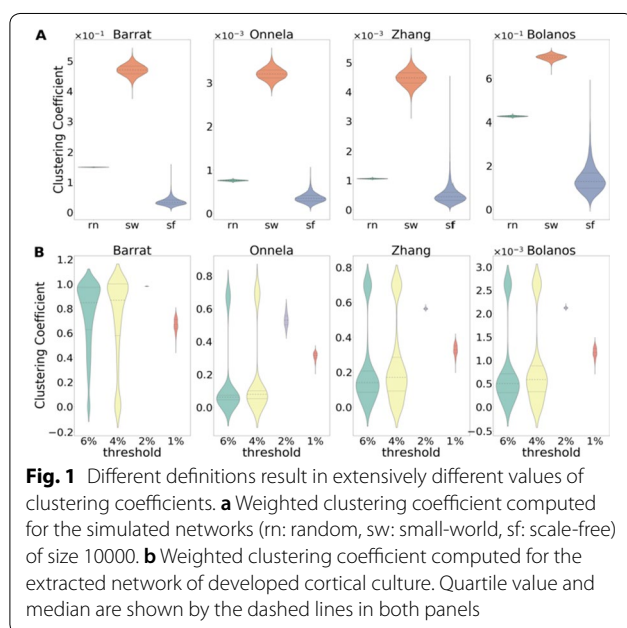 A
Barrat
Onnela
Zhang
Bolanos
×10⁻¹
×10⁻³
×10⁻³
×10⁻¹
Clustering Coefficient
5
4
3
2
1
0
rn sw sf
3
2
1
0
rn sw sf
5
4
3
2
1
0
rn sw sf
6
4
2
0
rn sw sf
B
Barrat
Onnela
Zhang
Bolanos
×10⁻³
Clustering Coefficient
1.2
1.0
0.8
0.6
0.4
0.2
0.0
−0.2
6% 4% 2% 1%
threshold
0.8
0.6
0.4
0.2
0.0
6% 4% 2% 1%
threshold
0.8
0.6
0.4
0.2
0.0
6% 4% 2% 1%
threshold
3.0
2.5
2.0
1.5
1.0
0.5
0.0
−0.5
6% 4% 2% 1%
threshold
Fig. 1 Different definitions result in extensively different values of
clustering coefficients. a Weighted clustering coefficient computed
for the simulated networks (rn: random, sw: small-world, sf: scale-free)
of size 10000. b Weighted clustering coefficient computed for the
extracted network of developed cortical culture. Quartile value and
median are shown by the dashed lines in both panels